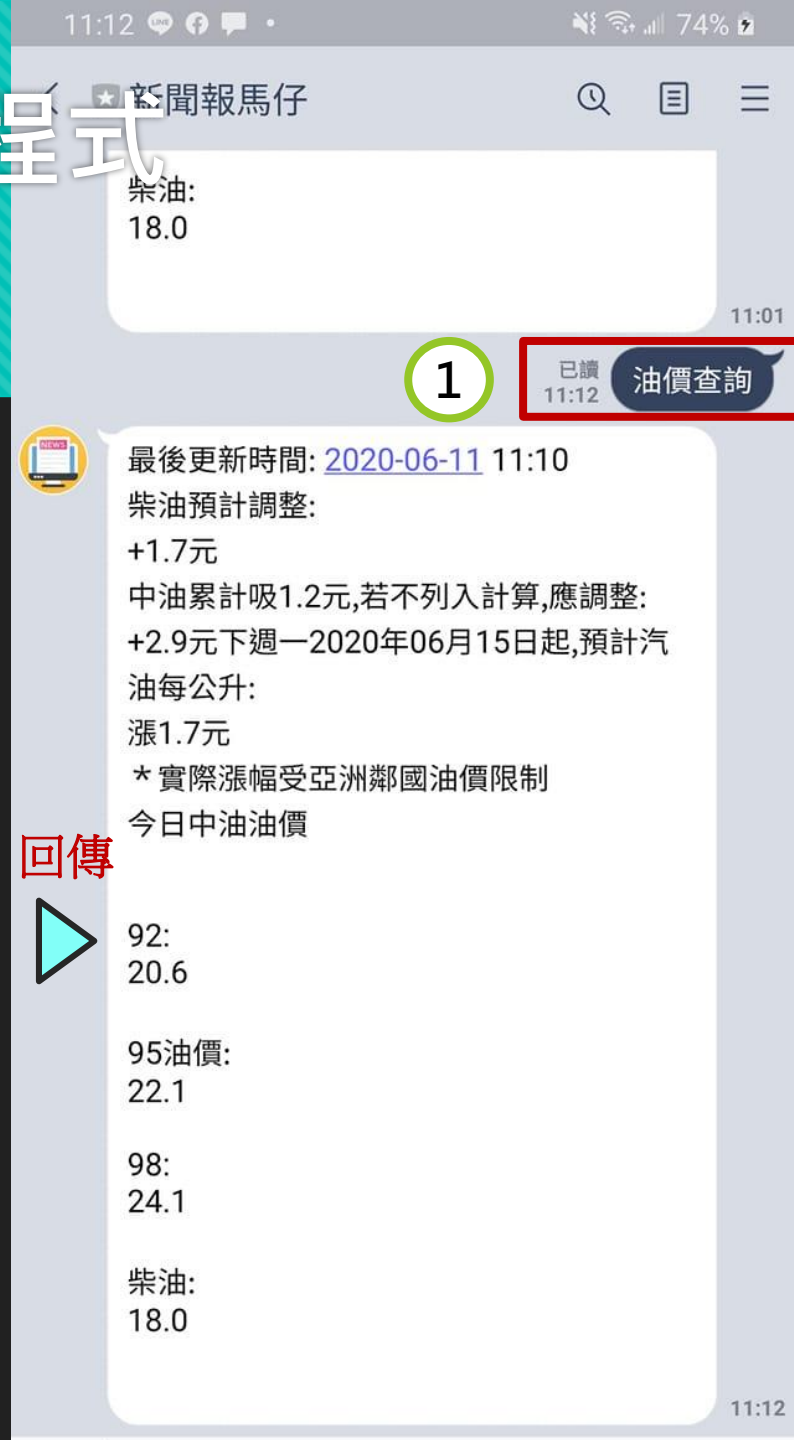 11:12
74%
新聞報馬仔
程式
柴油:
18.0
11:01
1
已讀
11:12
油價查詢
NEWS
最後更新時間: 2020-06-11 11:10
柴油預計調整:
+1.7元
中油累計吸1.2元,若不列入計算,應調整:
+2.9元下週一2020年06月15日起,預計汽
油每公升:
漲1.7元
＊實際漲幅受亞洲鄰國油價限制
今日中油油價
回傳
92:
20.6
95油價:
22.1
98:
24.1
柴油:
18.0
11:12